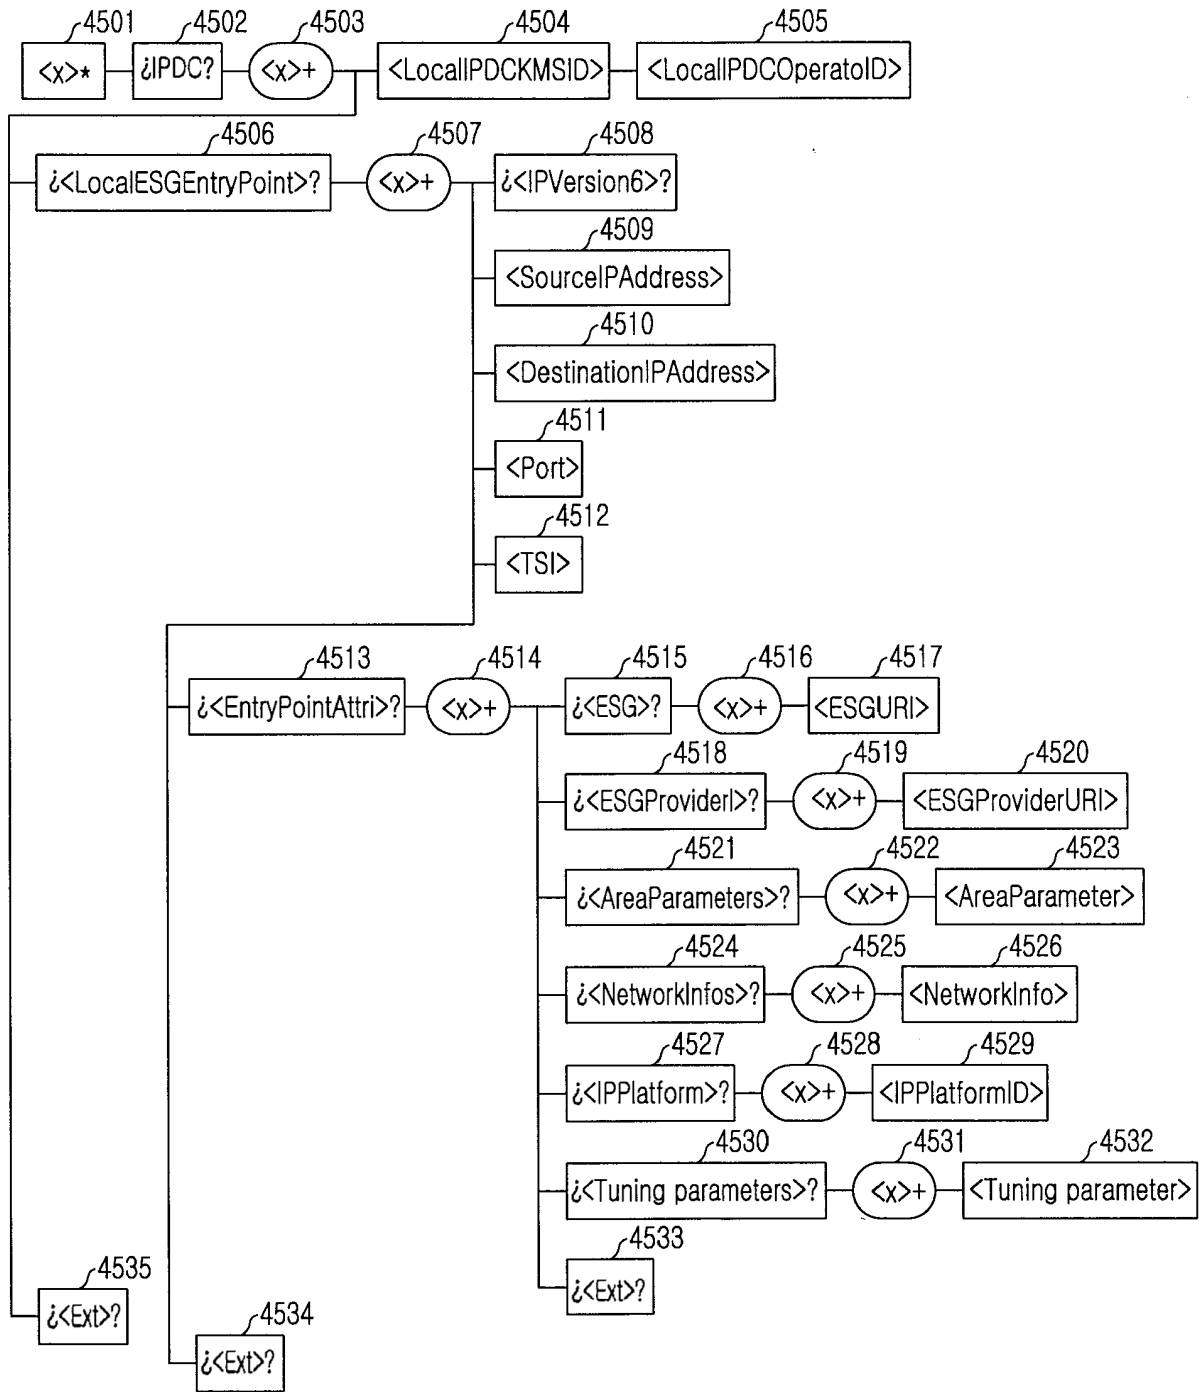 4501 4502 4503 4504 4505
<x>* ¿IPDC? <x>+ <LocalIPDCKMSID> <LocalIPDCOperatoID>
4506 4507 4508
¿<LocalESGEntryPoint>? <x>+ ¿<IPVersion6>?
4509
<SourceIPAddress>
4510
<DestinationIPAddress>
4511
<Port>
4512
<TSI>
4513 4514 4515 4516 4517
¿<EntryPointAttri>? <x>+ ¿<ESG>? <x>+ <ESGURI>
4518 4519 4520
¿<ESGProviderI>? <x>+ <ESGProviderURI>
4521 4522 4523
¿<AreaParameters>? <x>+ <AreaParameter>
4524 4525 4526
¿<NetworkInfos>? <x>+ <NetworkInfo>
4527 4528 4529
¿<IPPlatform>? <x>+ <IPPlatformID>
4530 4531 4532
¿<Tuning parameters>? <x>+ <Tuning parameter>
4533
¿<Ext>?
4535
¿<Ext>?
4534
¿<Ext>?